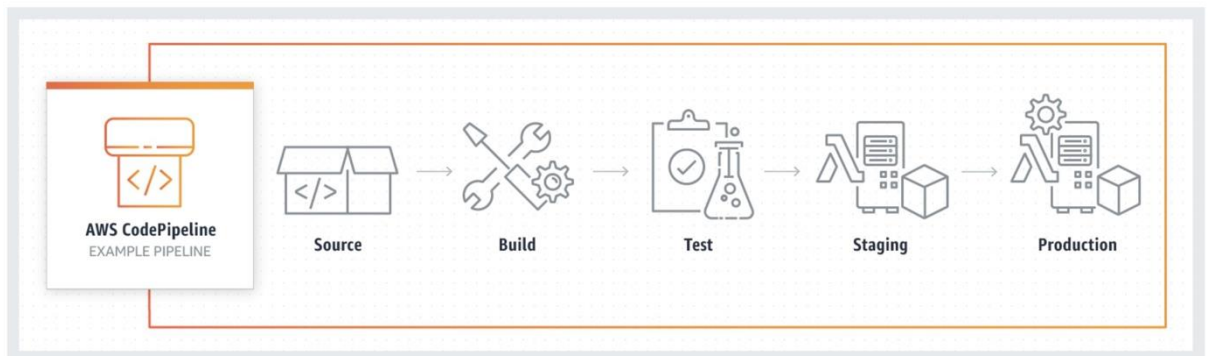 </>
AWS CodePipeline
EXAMPLE PIPELINE
</>
Source
Build
Test
Staging
Production